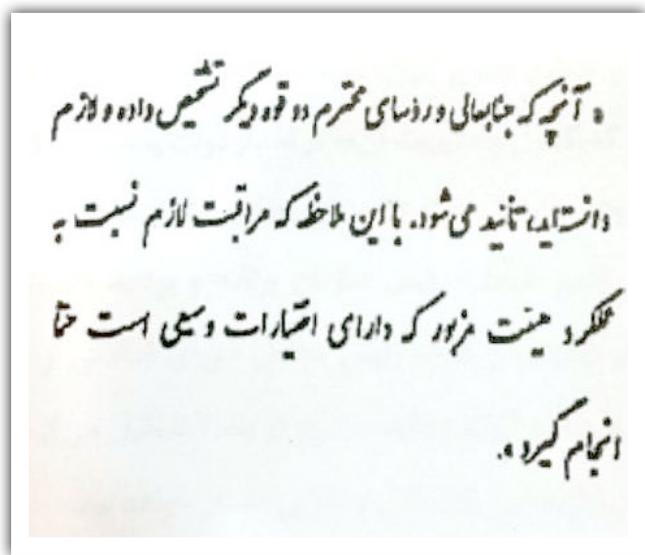 « آنچه که جنابعالی و رؤسای محترم دو قوه دیگر تشخیص داده و لازم
دانسته‌اید، تأئید می‌شود. با این ملاحظه که مراقبت لازم نسبت به
عملکرد هیئت مزبور که دارای اختیارات وسیعی است حتماً
انجام گیرد ».